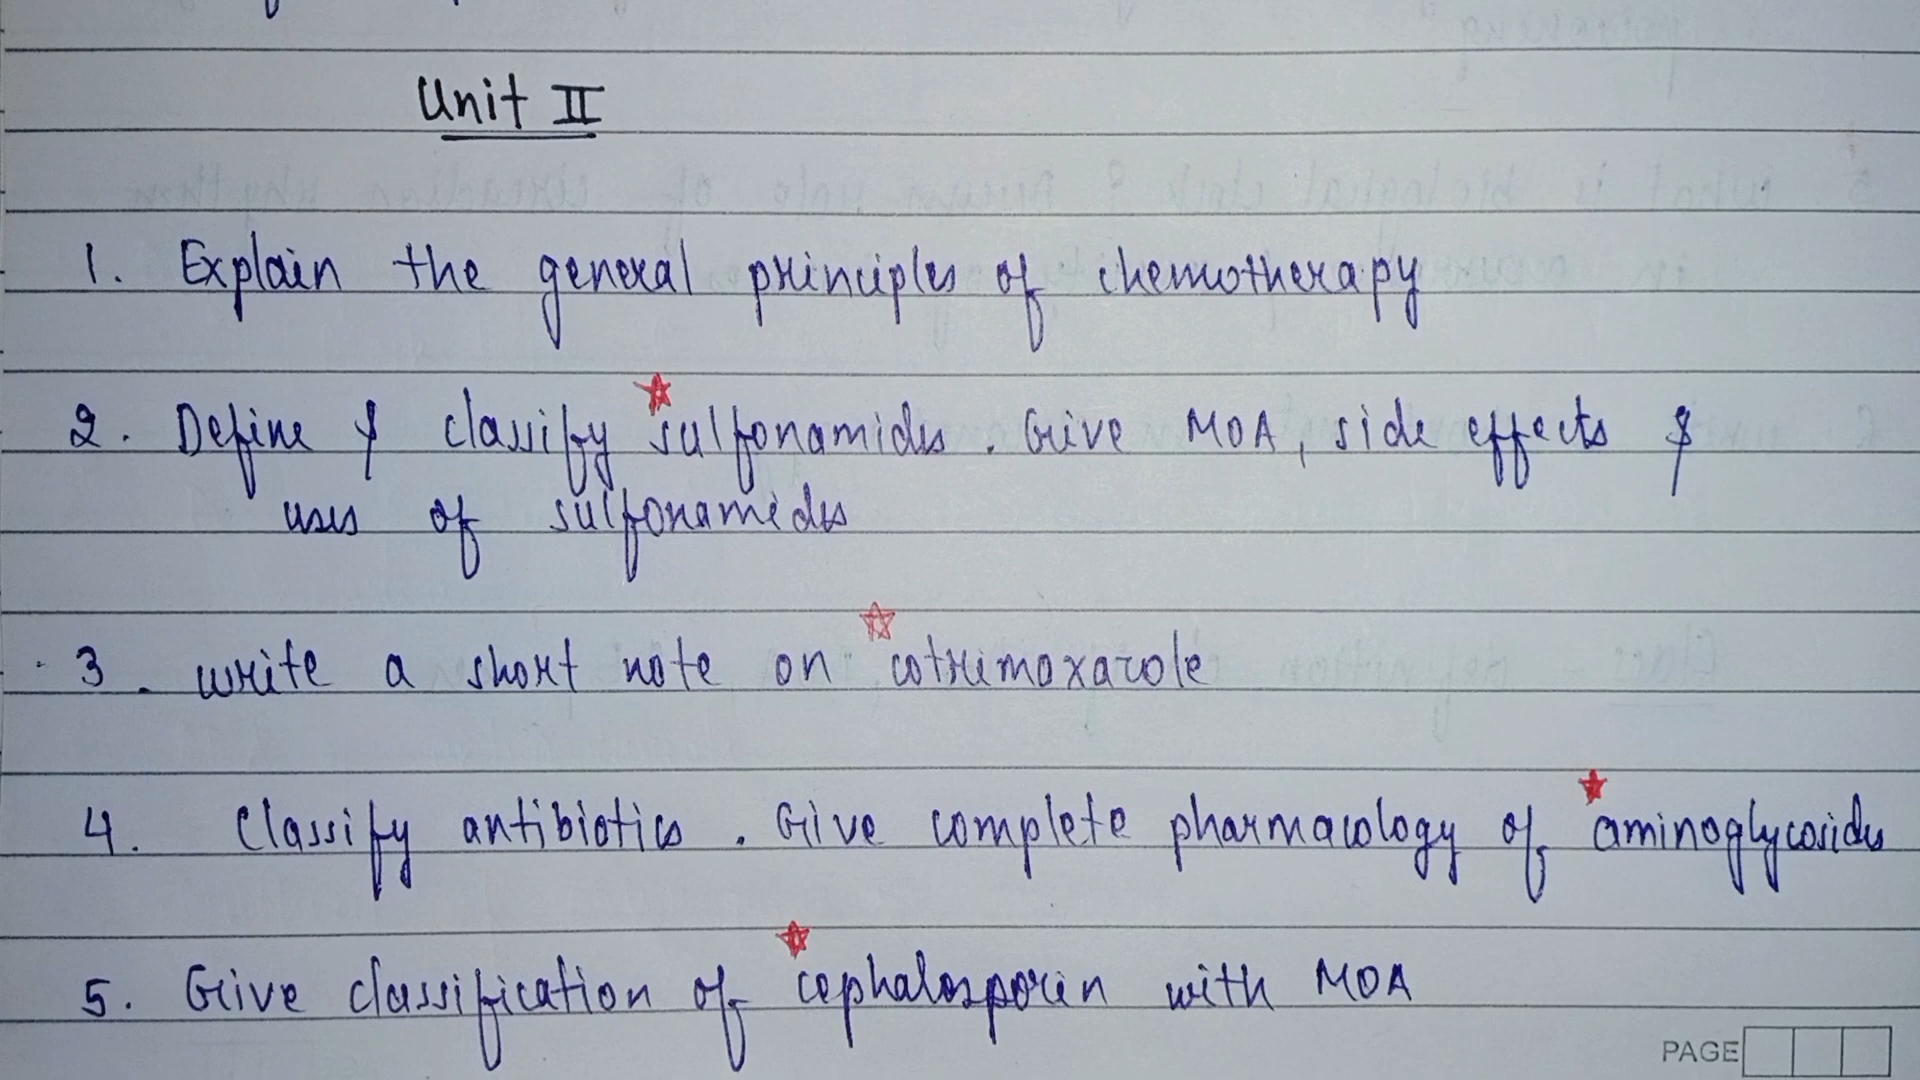 Unit II
1. Explain the general principles of chemotherapy
2. Define & classify sulfonamides. Give MOA, side effects &
uses of sulfonamides
3. write a short note on cotrimoxazole
4. Classify antibiotics. Give complete pharmacology of aminoglycosides
5. Give classification of cephalosporin with MOA
PAGE